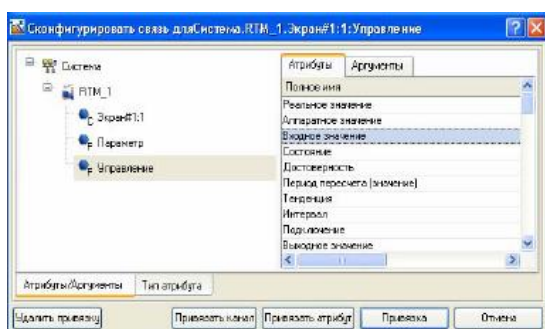 Сконфигурировать связь дляСистема.RTM_1.Экран#1:1:Управление
Система
RTM_1
Экран#1:1
Параметр
Управление
Атрибуты Аргументы
Полное имя
Реальное значение
Аппаратное значение
Входное значение
Состояние
Достоверность
Период пересчета (значение)
Тенденция
Интервал
Подключение
Выходное значение
Атрибуты/Аргументы Тип атрибута
Удалить привязку Привязать канал Привязать атрибут Привязка Отмена